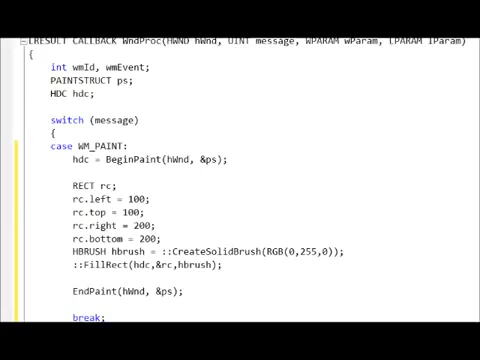 LRESULT CALLBACK WndProc(HWND hWnd, UINT message, WPARAM wParam, LPARAM lParam)
{
int wmId, wmEvent;
PAINTSTRUCT ps;
HDC hdc;
switch (message)
{
case WM_PAINT:
hdc = BeginPaint(hWnd, &ps);
RECT rc;
rc.left = 100;
rc.top = 100;
rc.right = 200;
rc.bottom = 200;
HBRUSH hbrush = ::CreateSolidBrush(RGB(0,255,0));
::FillRect(hdc,&rc,hbrush);
EndPaint(hWnd, &ps);
break;